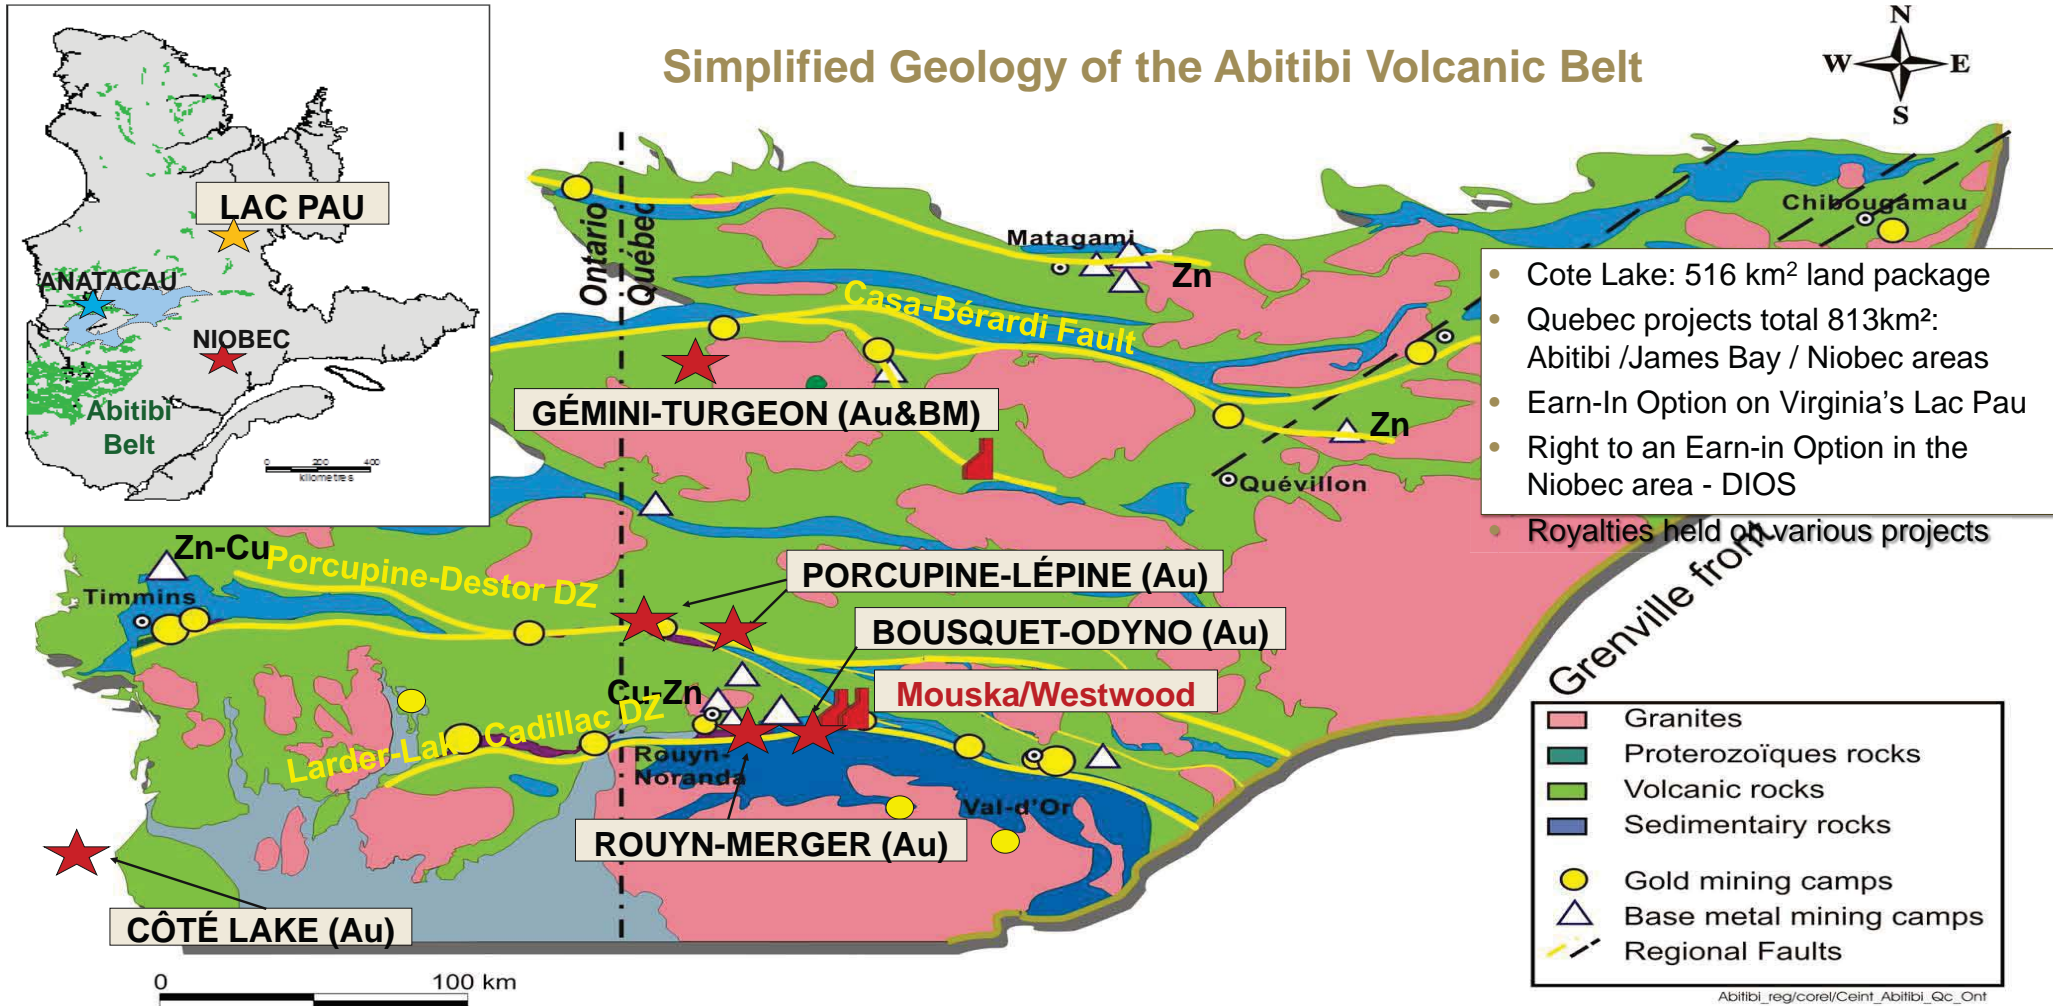 Simplified Geology of the Abitibi Volcanic Belt
N
W E
S
LAC PAU
ANATACAU
NIOBEC
Abitibi
Belt
0 200 400
kilometres
Ontario
Québec
Matagami
Zn
Chibougamau
Casa-Bérardi Fault
GÉMINI-TURGEON (Au&BM)
Zn
Quévillon
• Cote Lake: 516 km² land package
• Quebec projects total 813km²:
Abitibi /James Bay / Niobec areas
• Earn-In Option on Virginia's Lac Pau
• Right to an Earn-in Option in the
Niobec area - DIOS
• Royalties held on various projects
Zn-Cu
Porcupine-Destor DZ
Timmins
PORCUPINE-LÉPINE (Au)
BOUSQUET-ODYNO (Au)
Mouska/Westwood
Cu-Zn
Larder-Lake Cadillac DZ
Rouyn-
Noranda
Val-d'Or
ROUYN-MERGER (Au)
CÔTÉ LAKE (Au)
Grenville front
Granites
Proterozoïques rocks
Volcanic rocks
Sedimentairy rocks
Gold mining camps
Base metal mining camps
Regional Faults
0 100 km
Abitibi_reg/corel/Ceint_Abitibi_Qc_Ont